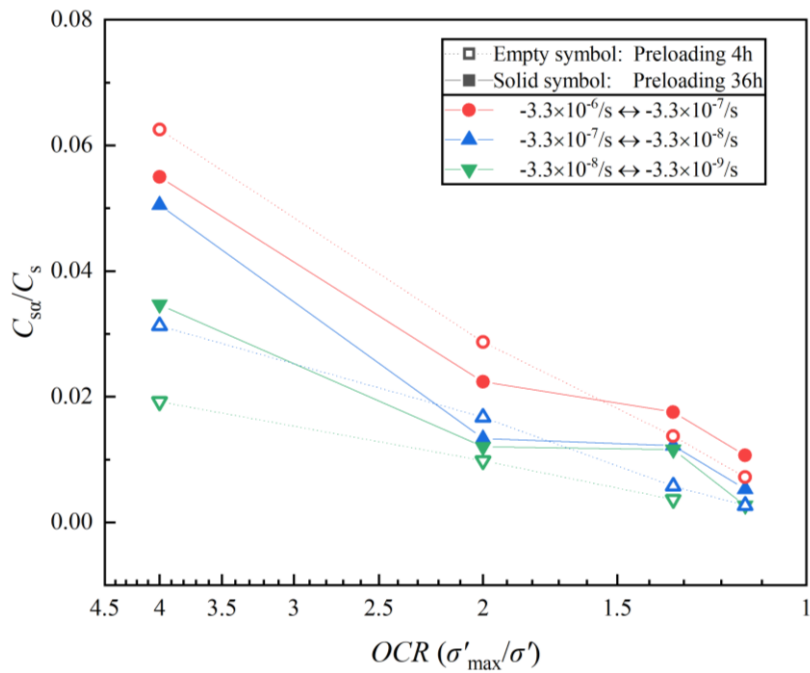 0.08
0.06
0.04
0.02
0.00
Csα/Cs
Empty symbol: Preloading 4h
Solid symbol: Preloading 36h
-3.3×10⁻⁶/s ↔ -3.3×10⁻⁷/s
-3.3×10⁻⁷/s ↔ -3.3×10⁻⁸/s
-3.3×10⁻⁸/s ↔ -3.3×10⁻⁹/s
4.5 4 3.5 3 2.5 2 1.5 1
OCR (σ'max/σ')